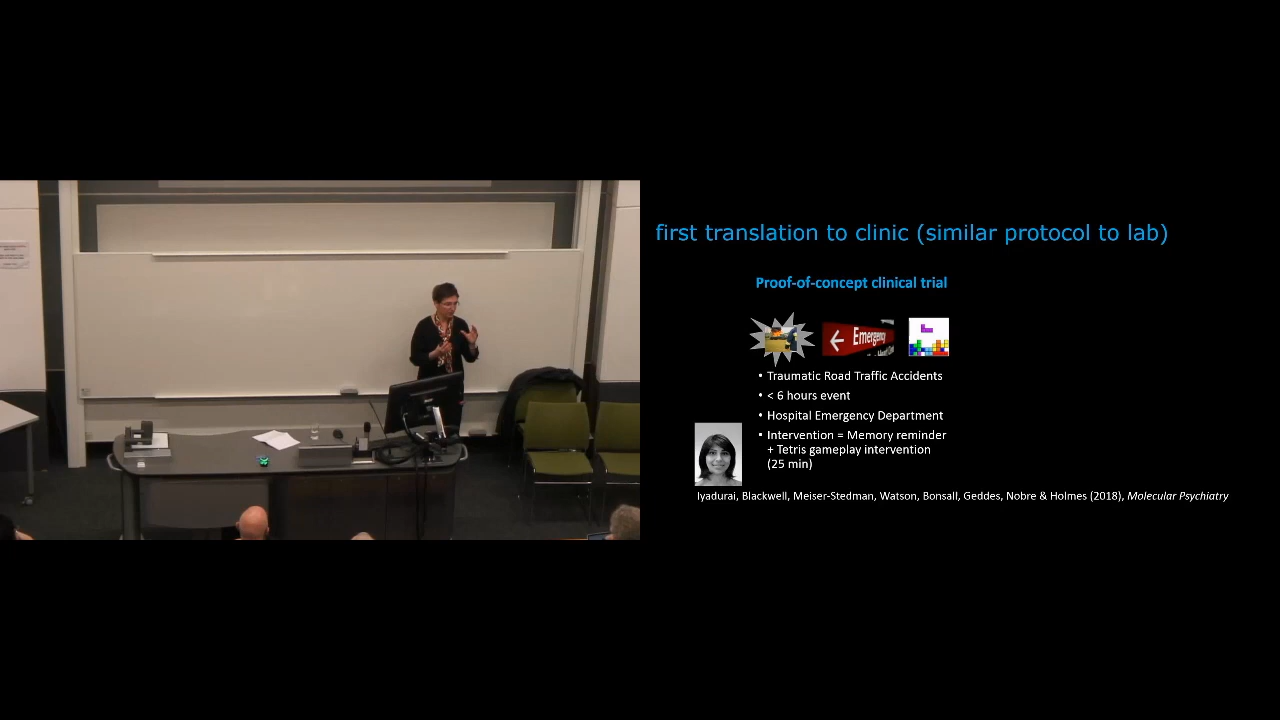 first translation to clinic (similar protocol to lab)
Proof-of-concept clinical trial
Emergency
• Traumatic Road Traffic Accidents
• < 6 hours event
• Hospital Emergency Department
• Intervention = Memory reminder
+ Tetris gameplay intervention
(25 min)
Iyadurai, Blackwell, Meiser-Stedman, Watson, Bonsall, Geddes, Nobre & Holmes (2018), Molecular Psychiatry